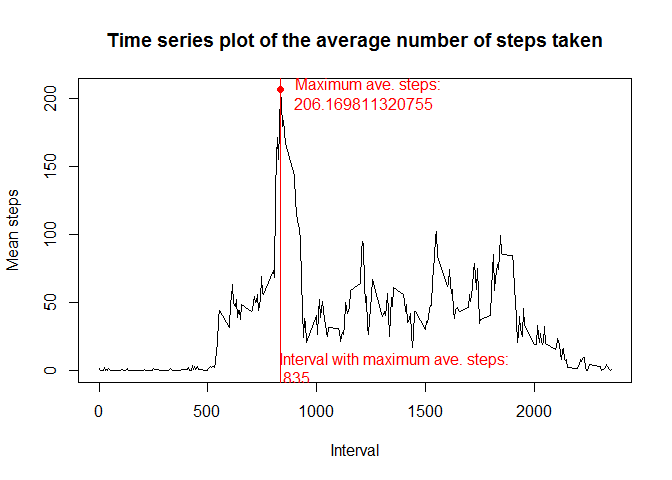 Time series plot of the average number of steps taken
Maximum ave. steps:
206.169811320755
Mean steps
200
150
100
50
0
Interval with maximum ave. steps:
835
0 500 1000 1500 2000
Interval